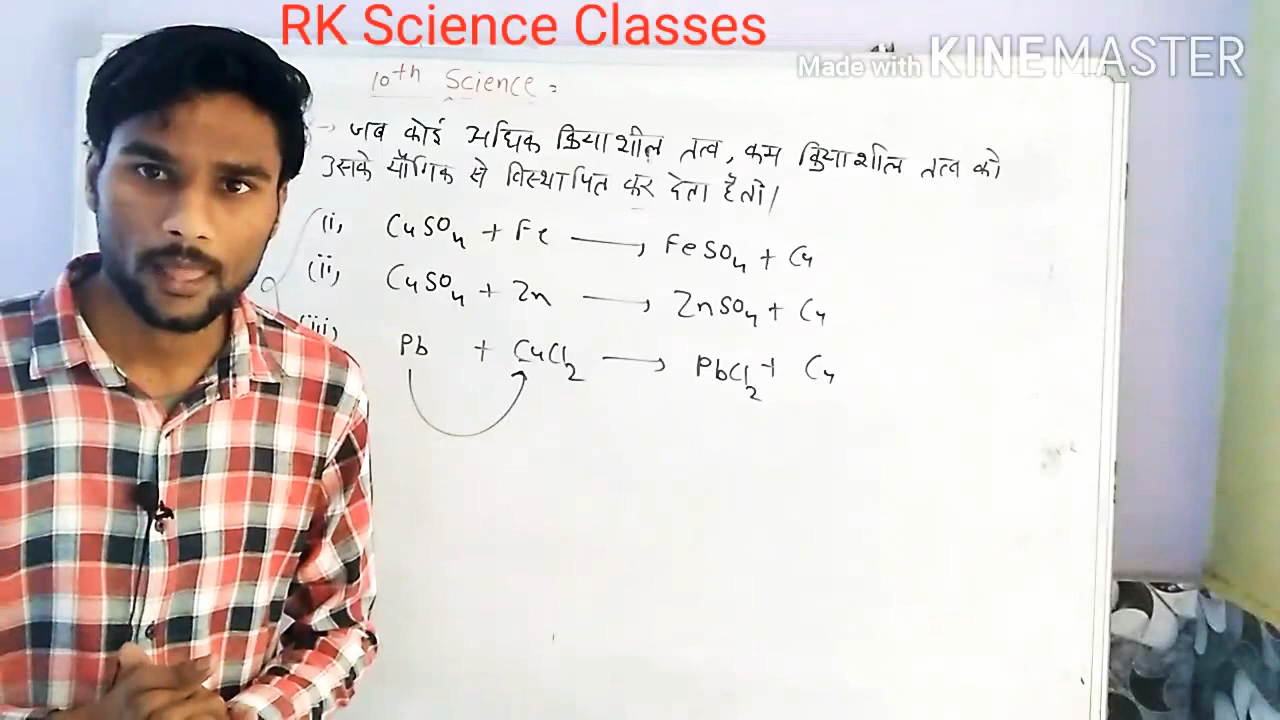 RK Science Classes
Made with KINEMASTER
10th Science :
→ जब कोई अधिक क्रियाशील तत्व, कम क्रियाशील तत्व को
उसके यौगिक से विस्थापित कर देता है तो।
(i), CuSO4 + Fe ⟶ FeSO4 + Cu
(ii) CuSO4 + Zn ⟶ ZnSO4 + Cu
(iii) Pb + CuCl2 ⟶ PbCl2 + Cu